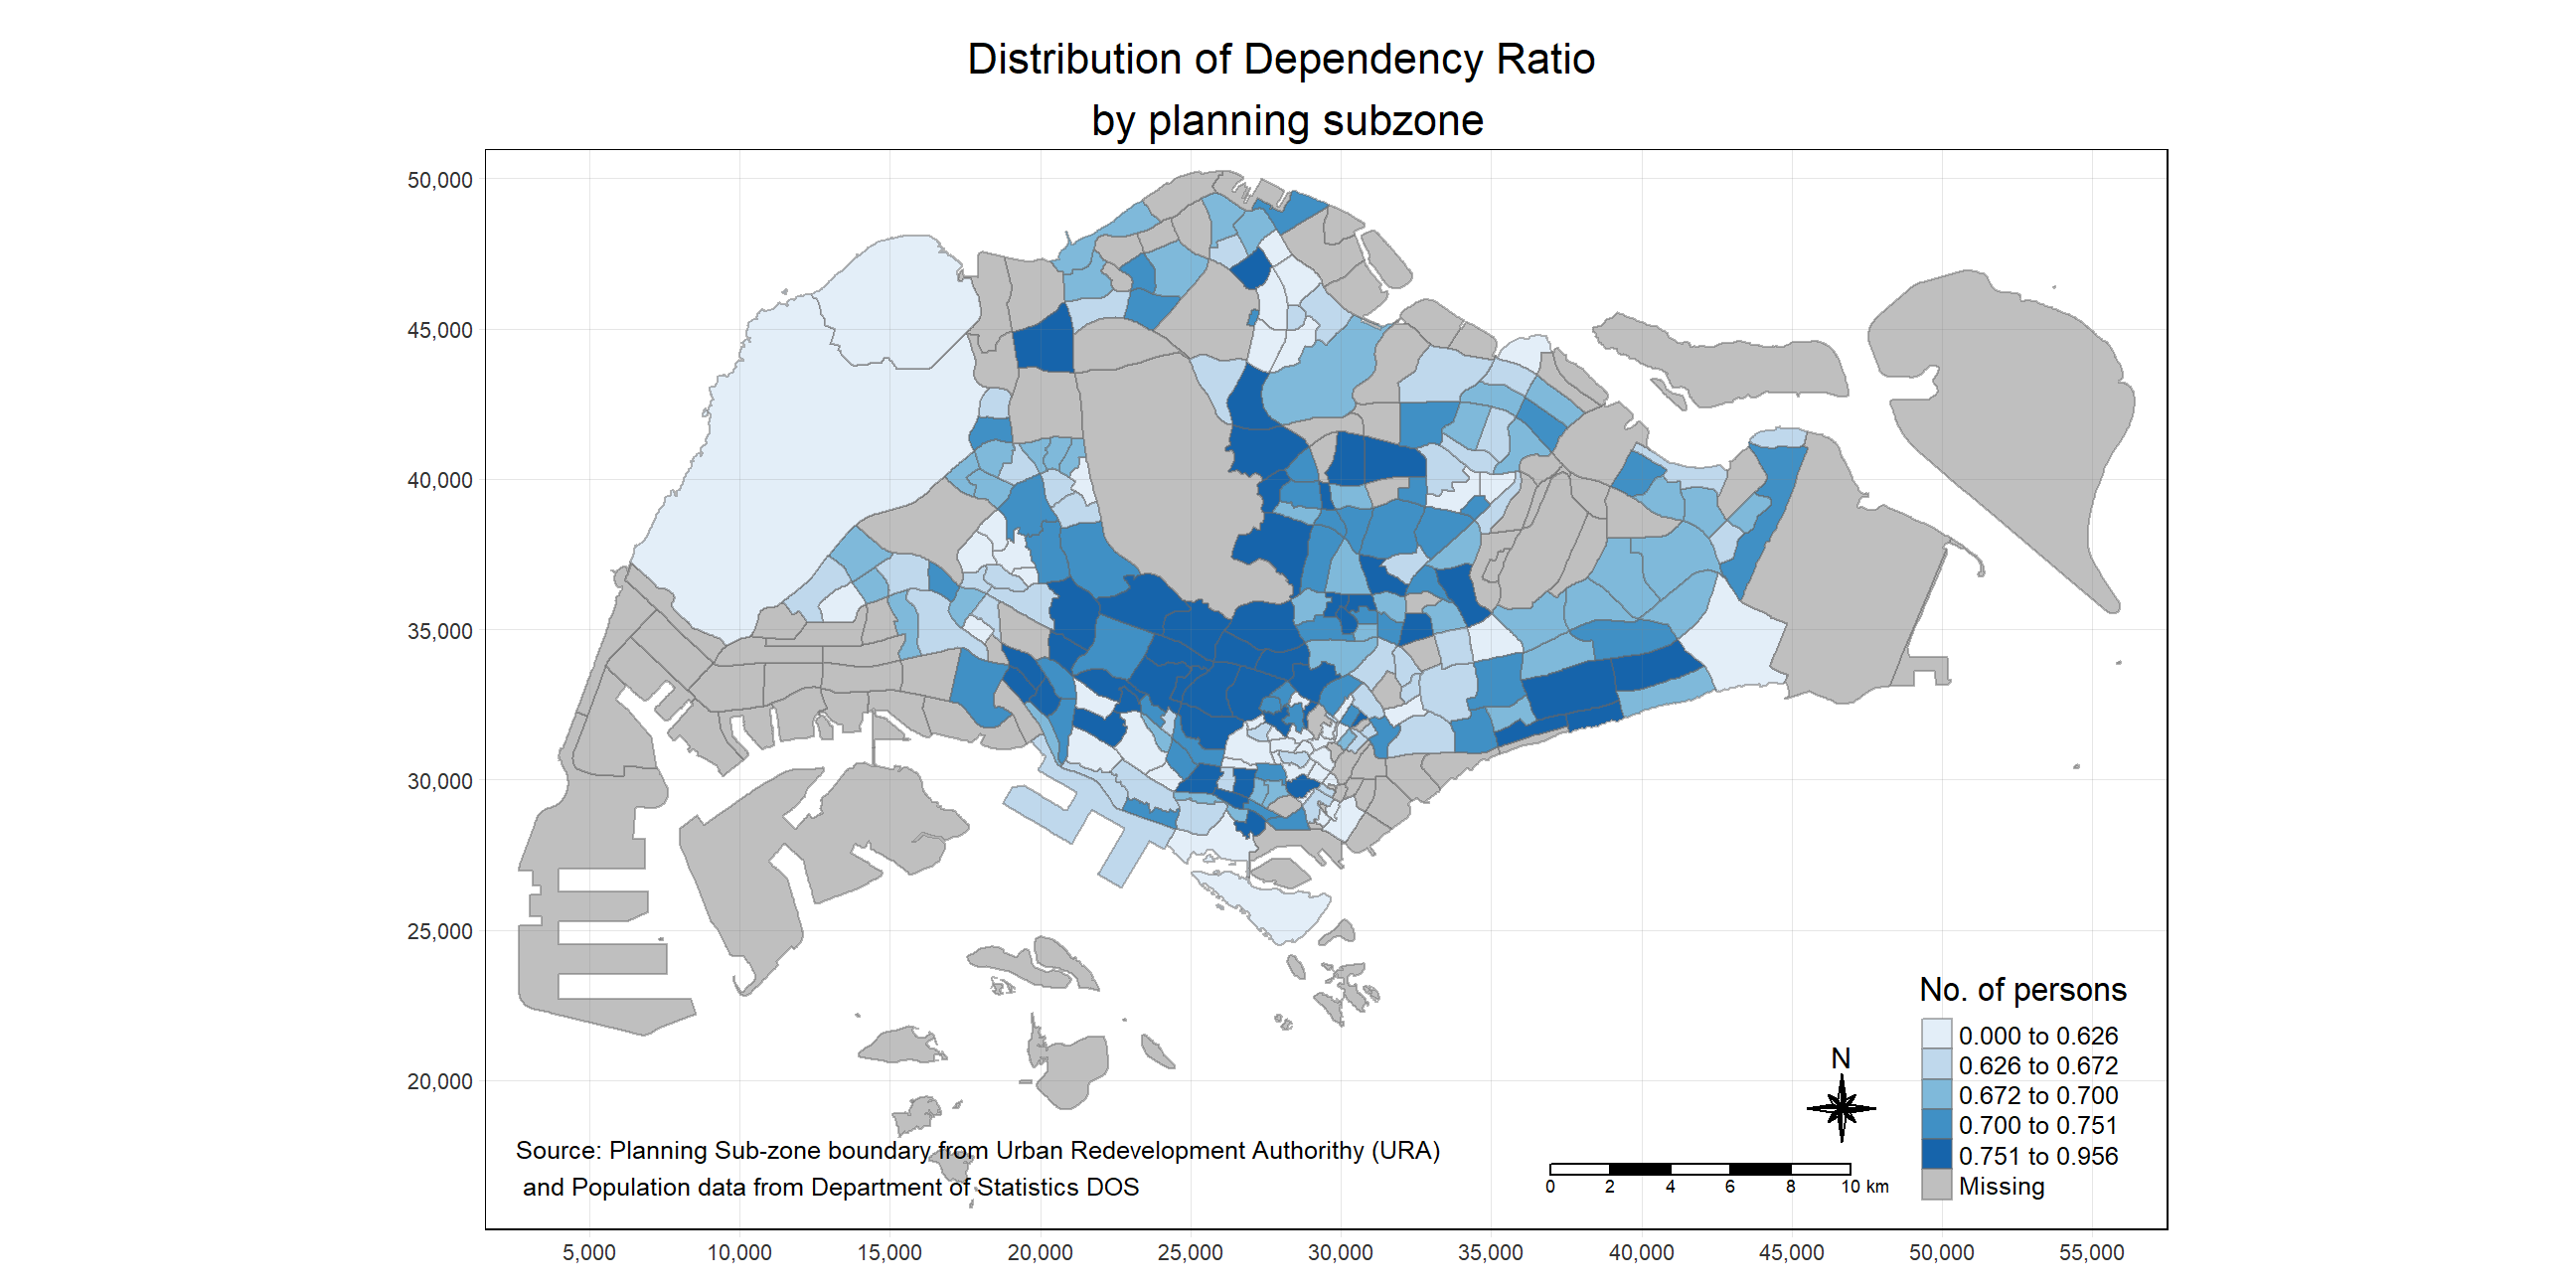 Distribution of Dependency Ratio
by planning subzone
50,000
45,000
40,000
35,000
30,000
25,000
20,000
No. of persons
0.000 to 0.626
0.626 to 0.672
0.672 to 0.700
0.700 to 0.751
0.751 to 0.956
Missing
N
Source: Planning Sub-zone boundary from Urban Redevelopment Authorithy (URA)
and Population data from Department of Statistics DOS
0 2 4 6 8 10 km
5,000 10,000 15,000 20,000 25,000 30,000 35,000 40,000 45,000 50,000 55,000